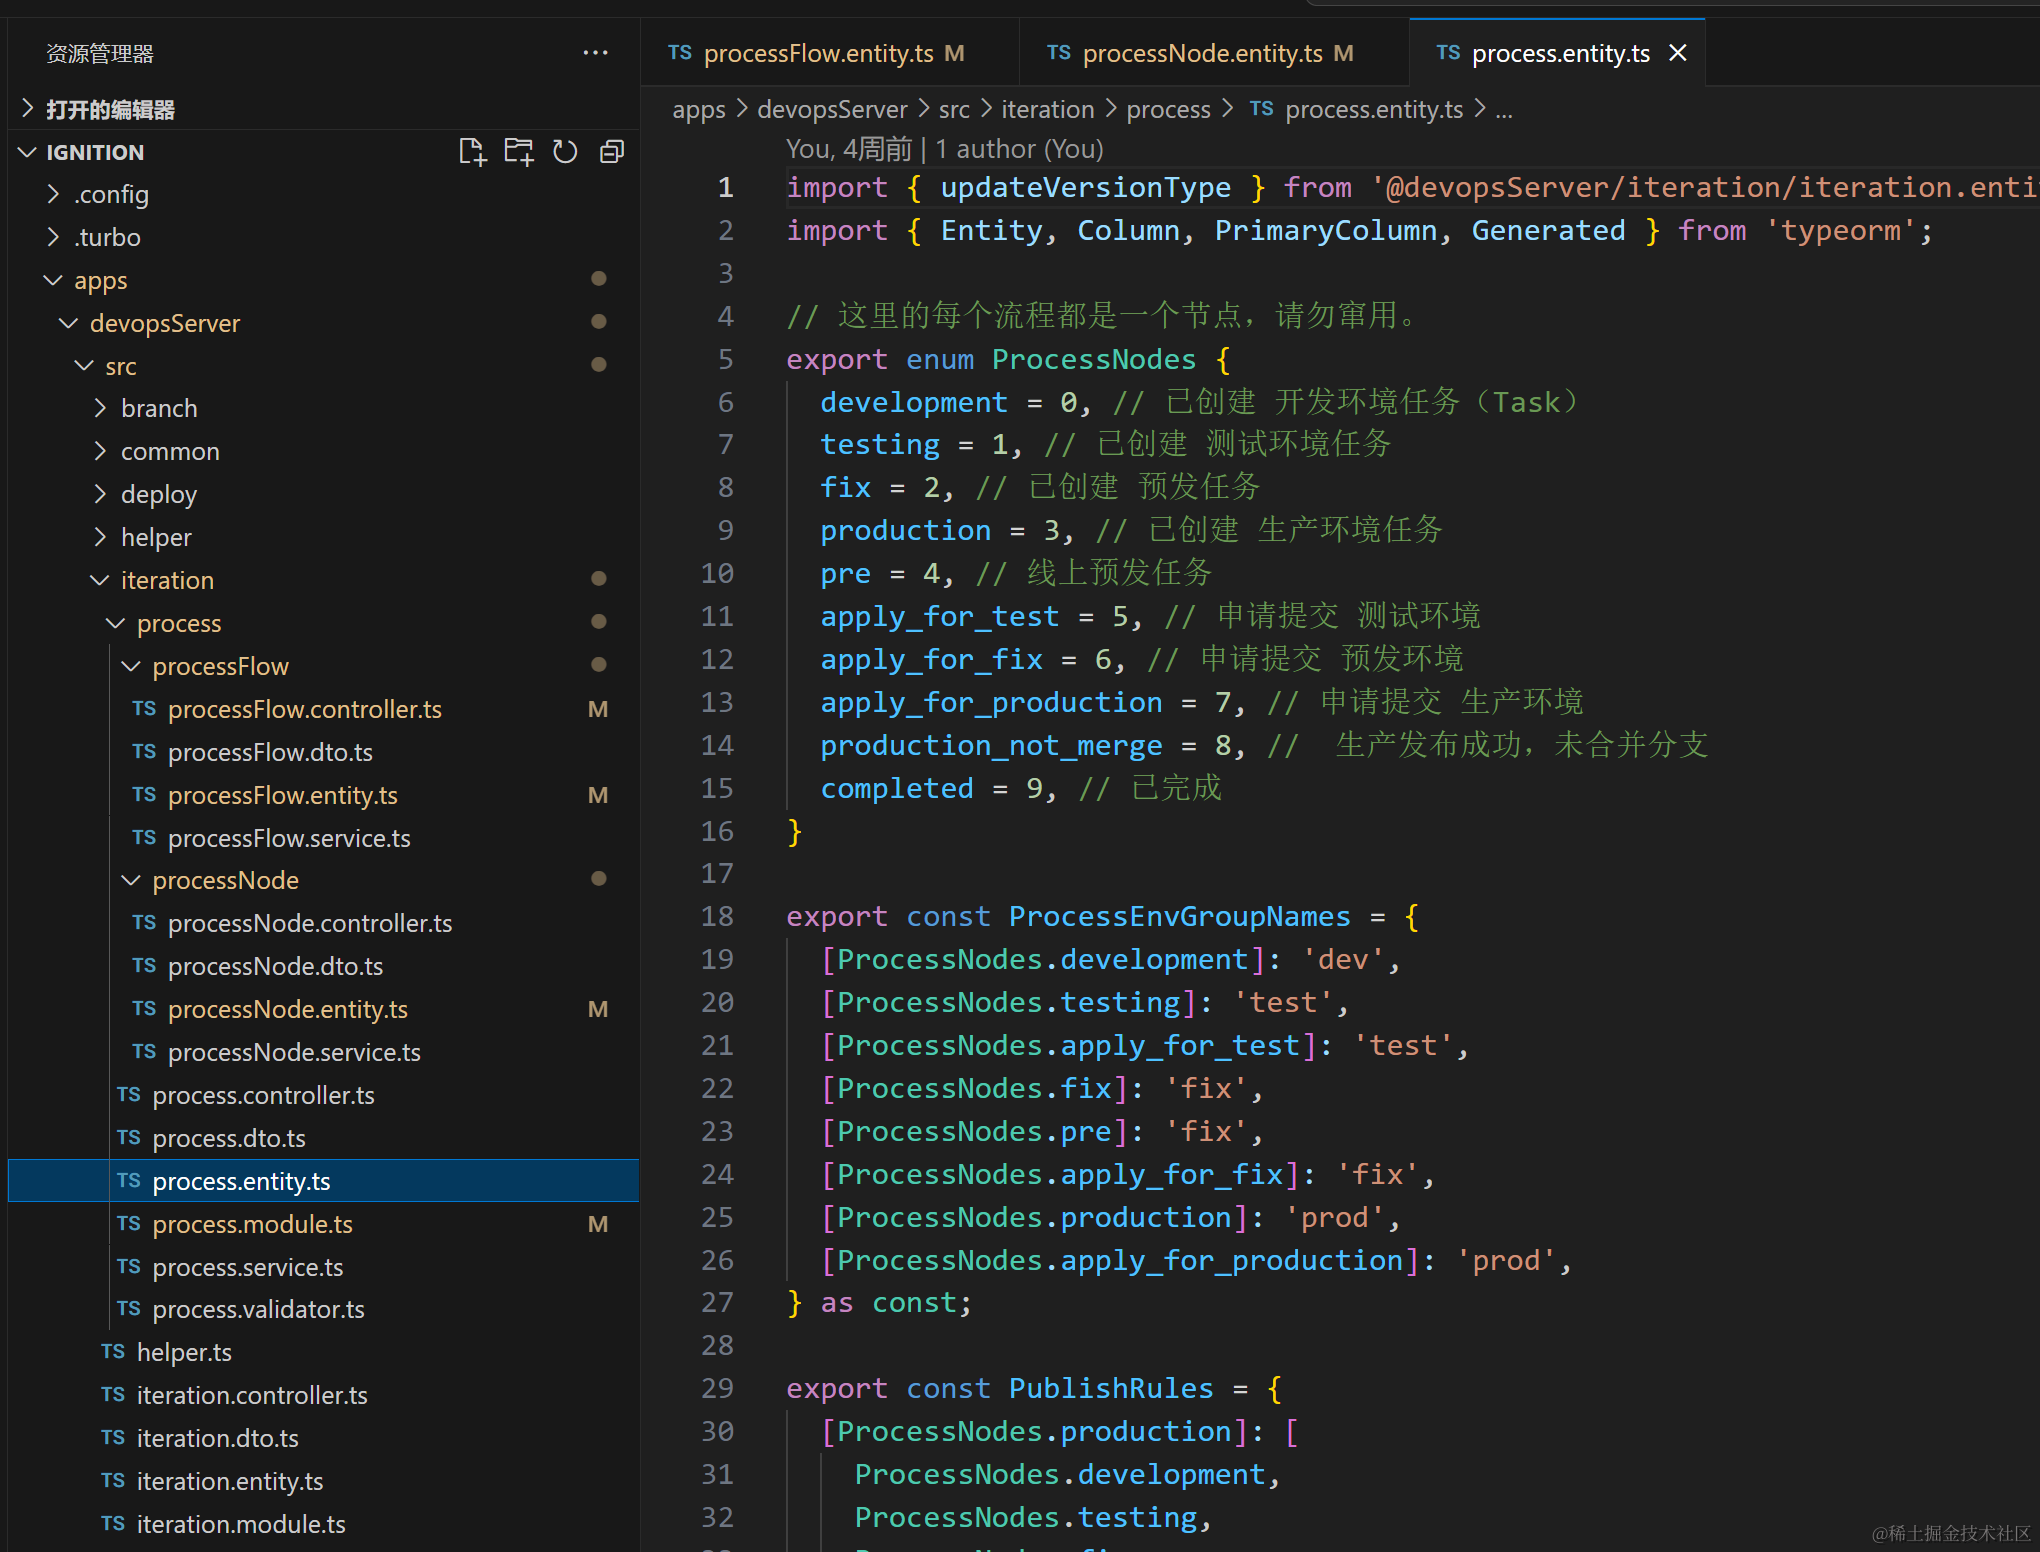 资源管理器
打开的编辑器
IGNITION
.config
.turbo
apps
devopsServer
src
branch
common
deploy
helper
iteration
process
processFlow
TS processFlow.controller.ts M
TS processFlow.dto.ts
TS processFlow.entity.ts M
TS processFlow.service.ts
processNode
TS processNode.controller.ts
TS processNode.dto.ts
TS processNode.entity.ts M
TS processNode.service.ts
TS process.controller.ts
TS process.dto.ts
TS process.entity.ts
TS process.module.ts M
TS process.service.ts
TS process.validator.ts
TS helper.ts
TS iteration.controller.ts
TS iteration.dto.ts
TS iteration.entity.ts
TS iteration.module.ts
TS processFlow.entity.ts M TS processNode.entity.ts M TS process.entity.ts
apps > devopsServer > src > iteration > process > TS process.entity.ts > ...
You, 4周前 | 1 author (You)
1 import { updateVersionType } from '@devopsServer/iteration/iteration.enti
2 import { Entity, Column, PrimaryColumn, Generated } from 'typeorm';
3
4 // 这里的每个流程都是一个节点，请勿窜用。
5 export enum ProcessNodes {
6 development = 0, // 已创建 开发环境任务（Task）
7 testing = 1, // 已创建 测试环境任务
8 fix = 2, // 已创建 预发任务
9 production = 3, // 已创建 生产环境任务
10 pre = 4, // 线上预发任务
11 apply_for_test = 5, // 申请提交 测试环境
12 apply_for_fix = 6, // 申请提交 预发环境
13 apply_for_production = 7, // 申请提交 生产环境
14 production_not_merge = 8, //  生产发布成功，未合并分支
15 completed = 9, // 已完成
16 }
17
18 export const ProcessEnvGroupNames = {
19 [ProcessNodes.development]: 'dev',
20 [ProcessNodes.testing]: 'test',
21 [ProcessNodes.apply_for_test]: 'test',
22 [ProcessNodes.fix]: 'fix',
23 [ProcessNodes.pre]: 'fix',
24 [ProcessNodes.apply_for_fix]: 'fix',
25 [ProcessNodes.production]: 'prod',
26 [ProcessNodes.apply_for_production]: 'prod',
27 } as const;
28
29 export const PublishRules = {
30 [ProcessNodes.production]: [
31 ProcessNodes.development,
32 ProcessNodes.testing,
@稀土掘金技术社区